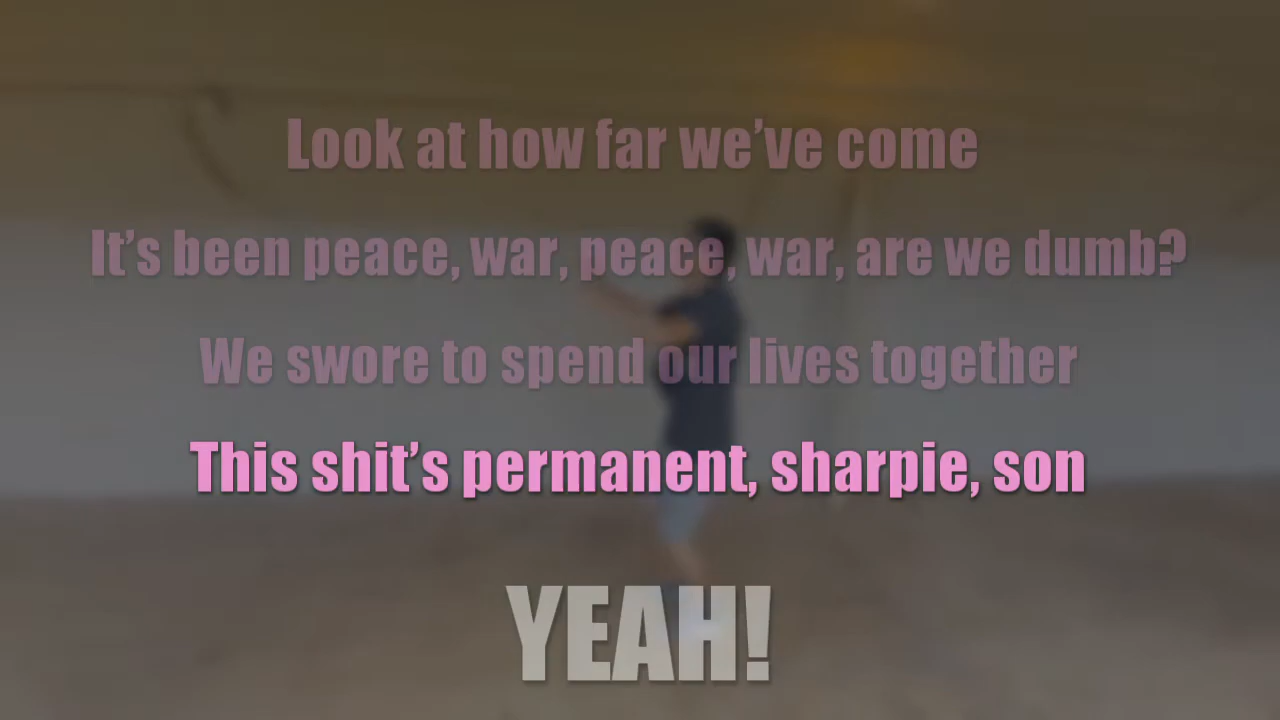 Look at how far we’ve come
It’s been peace, war, peace, war, are we dumb?
We swore to spend our lives together
This shit’s permanent, sharpie, son
YEAH!